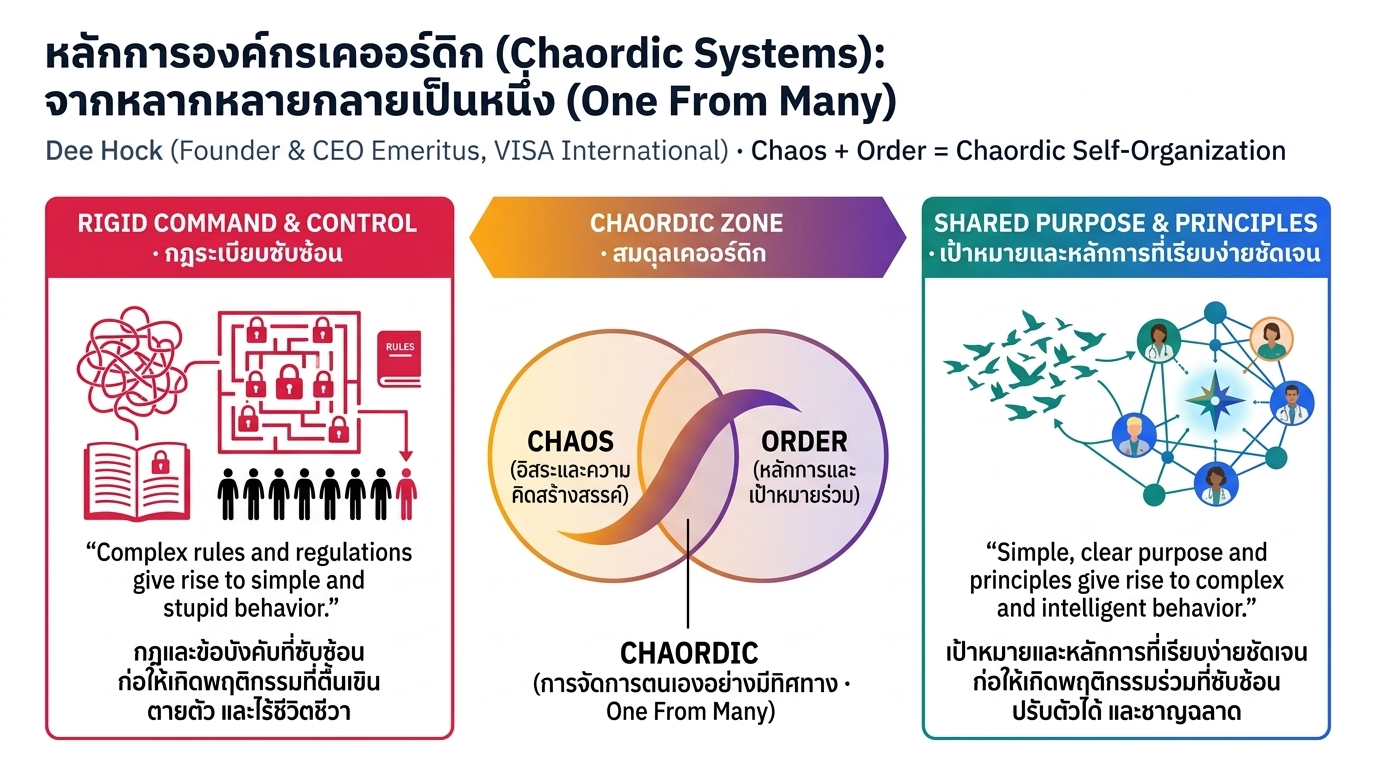 หลักการองค์กรเคออร์ดิก (Chaordic Systems):
จากหลากหลายกลายเป็นหนึ่ง (One From Many)
Dee Hock (Founder & CEO Emeritus, VISA International) · Chaos + Order = Chaordic Self-Organization
RIGID COMMAND & CONTROL
· กฎระเบียบซับซ้อน
RULES
“Complex rules and regulations
give rise to simple and
stupid behavior.”
กฎและข้อบังคับที่ซับซ้อน
ก่อให้เกิดพฤติกรรมที่ตื้นเขิน
ตายตัว และไร้ชีวิตชีวา
CHAORDIC ZONE
· สมดุลเคออร์ดิก
CHAOS
(อิสระและความ
คิดสร้างสรรค์)
ORDER
(หลักการและ
เป้าหมายร่วม)
CHAORDIC
(การจัดการตนเองอย่างมีทิศทาง ·
One From Many)
SHARED PURPOSE & PRINCIPLES
· เป้าหมายและหลักการที่เรียบง่ายชัดเจน
“Simple, clear purpose and
principles give rise to complex
and intelligent behavior.”
เป้าหมายและหลักการที่เรียบง่ายชัดเจน
ก่อให้เกิดพฤติกรรมร่วมที่ซับซ้อน
ปรับตัวได้ และชาญฉลาด